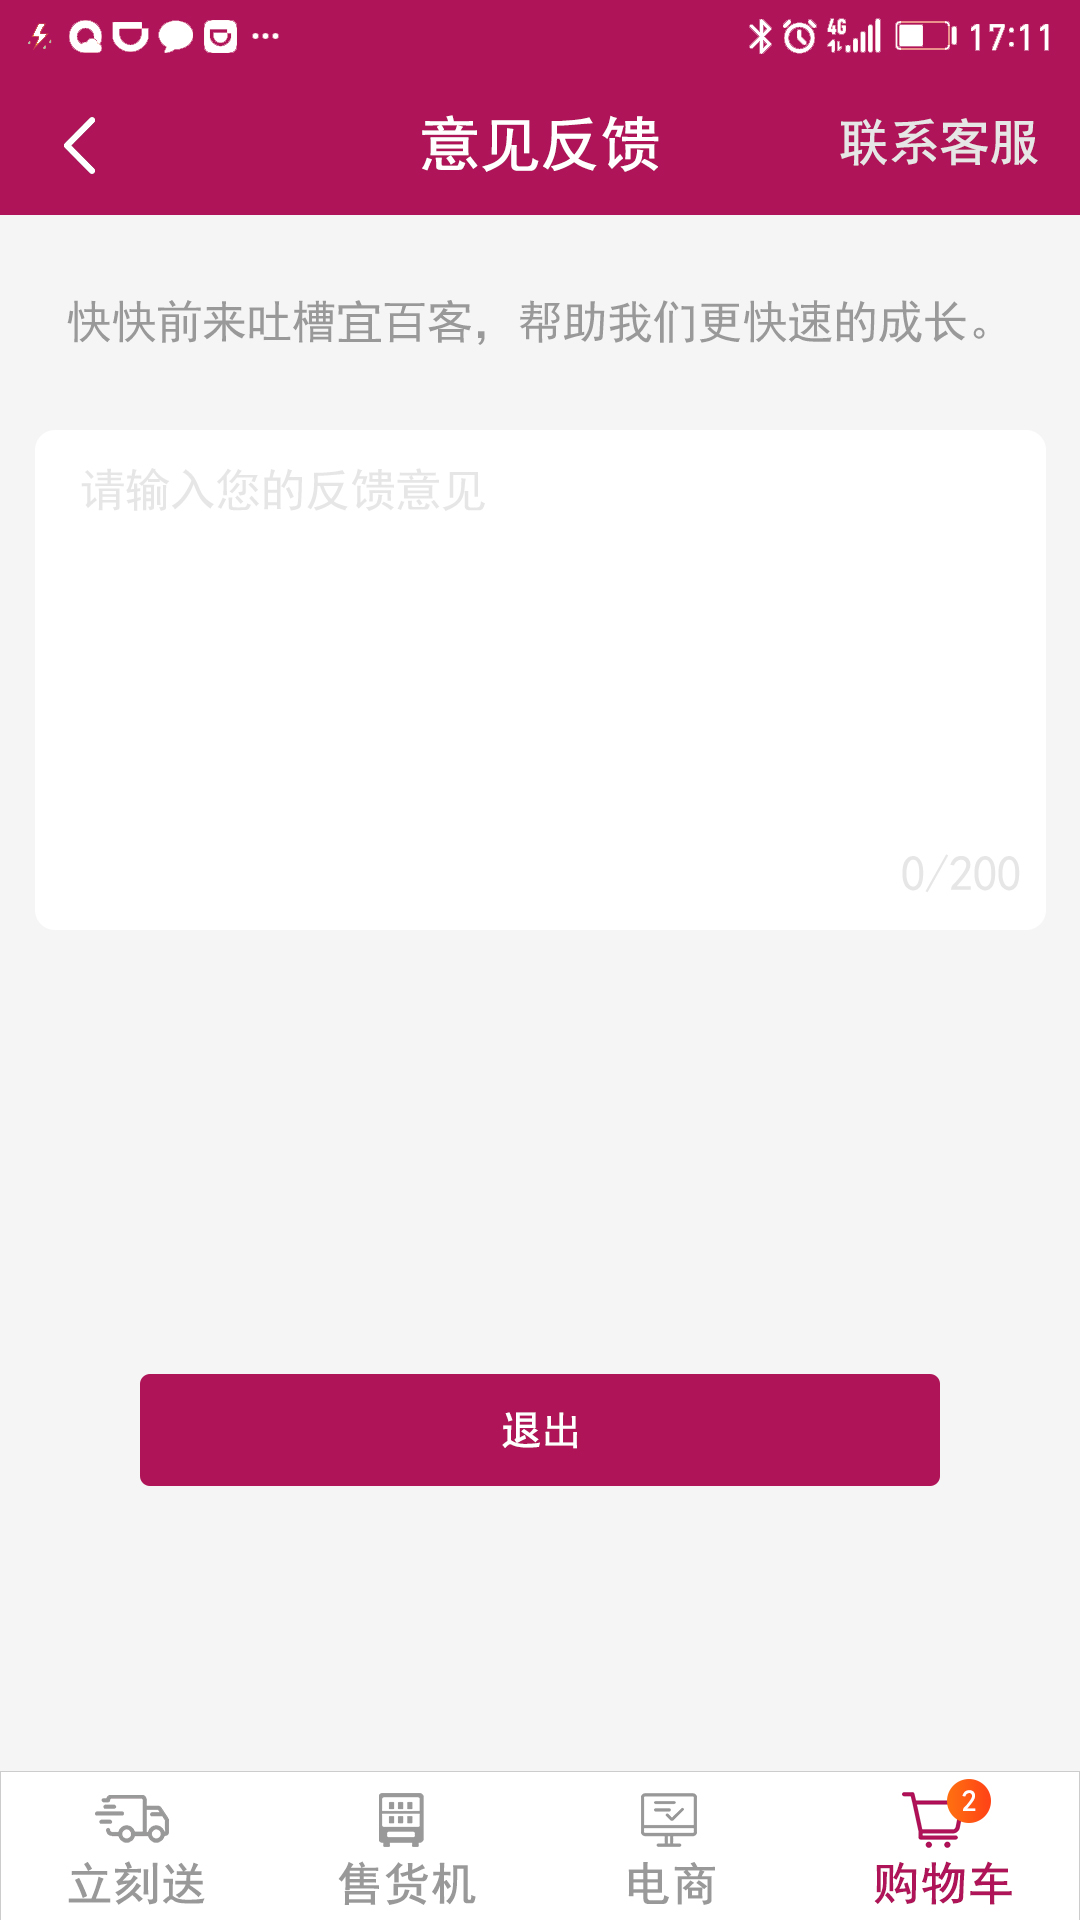 4G 17:11
意见反馈 联系客服
快快前来吐槽宜百客，帮助我们更快速的成长。
请输入您的反馈意见
0/200
退出
2
立刻送 售货机 电商 购物车